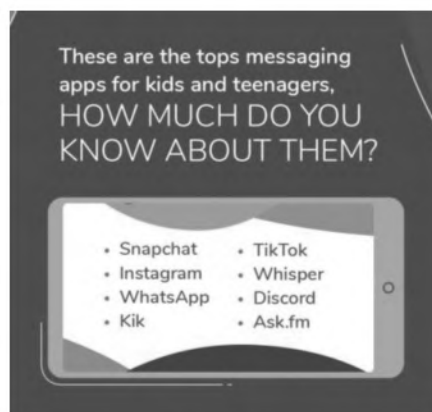 These are the tops messaging
apps for kids and teenagers,
HOW MUCH DO YOU
KNOW ABOUT THEM?
• Snapchat
• Instagram
• WhatsApp
• Kik
• TikTok
• Whisper
• Discord
• Ask.fm